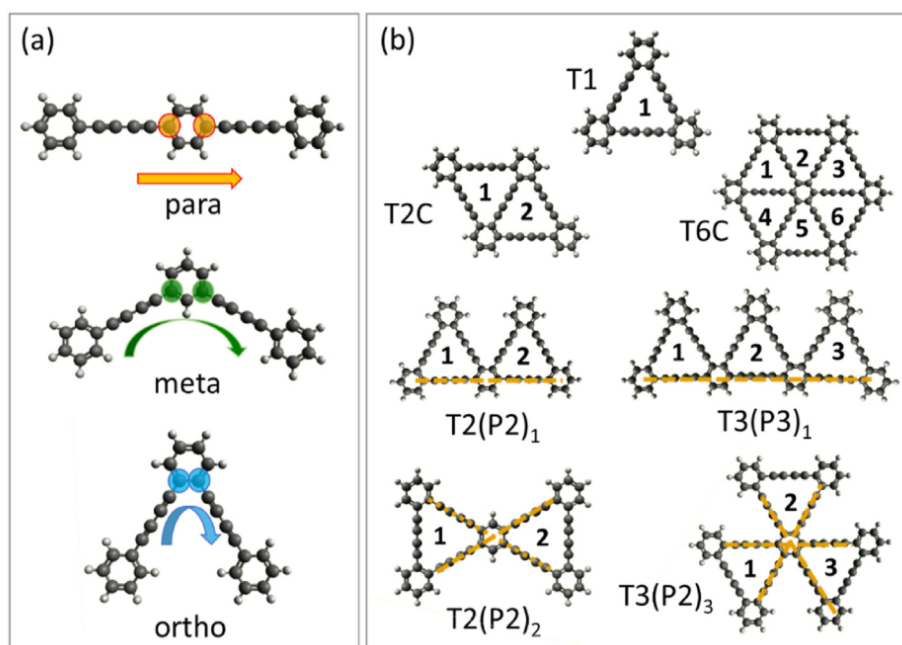 (a)
para
meta
ortho
(b)
T1
1
T2C
1
2
T6C
1
2
3
4
5
6
1
2
T2(P2)₁
1
2
3
T3(P3)₁
1
2
T2(P2)₂
2
1
3
T3(P2)₃